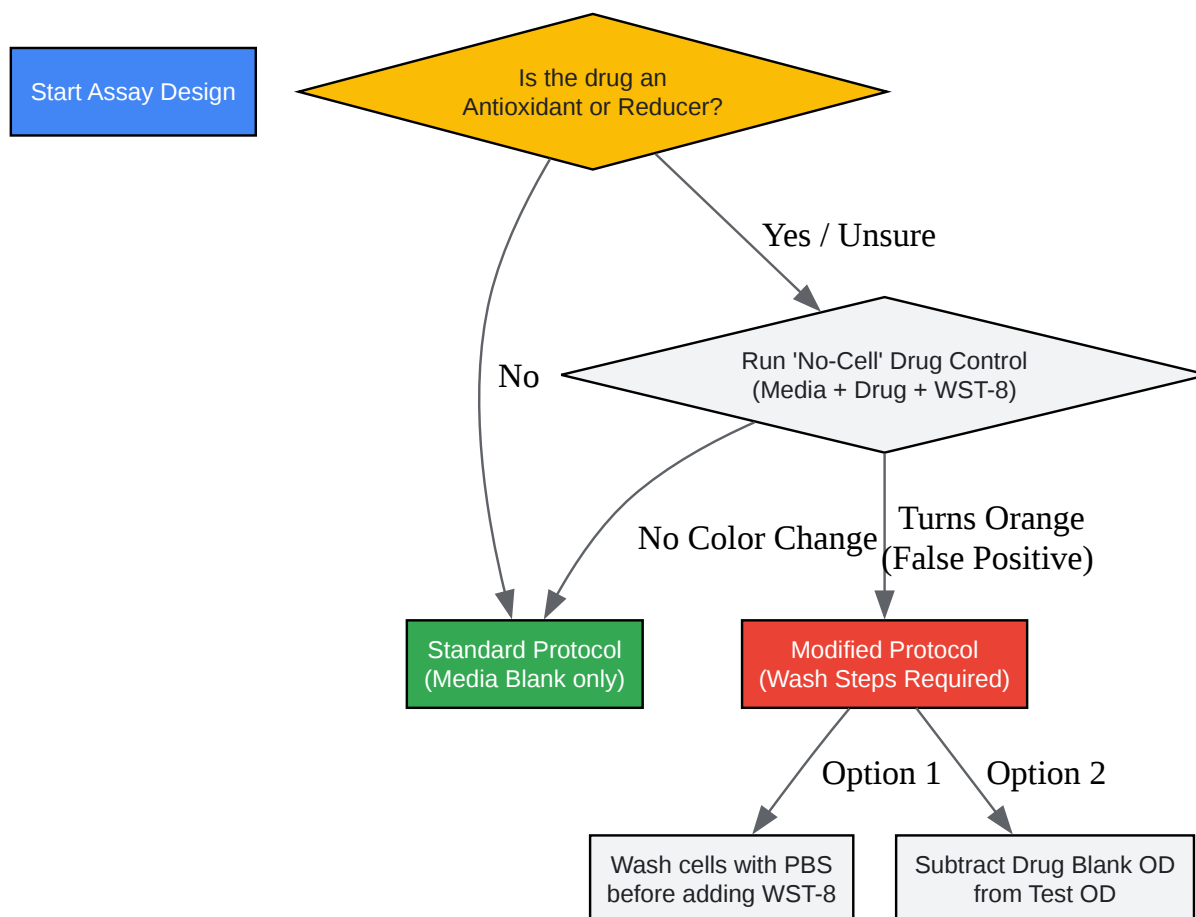 Start Assay Design
Is the drug an
Antioxidant or Reducer?
Yes / Unsure
No
Run 'No-Cell' Drug Control
(Media + Drug + WST-8)
No Color Change
Turns Orange
(False Positive)
Standard Protocol
(Media Blank only)
Modified Protocol
(Wash Steps Required)
Option 1
Option 2
Wash cells with PBS
before adding WST-8
Subtract Drug Blank OD
from Test OD